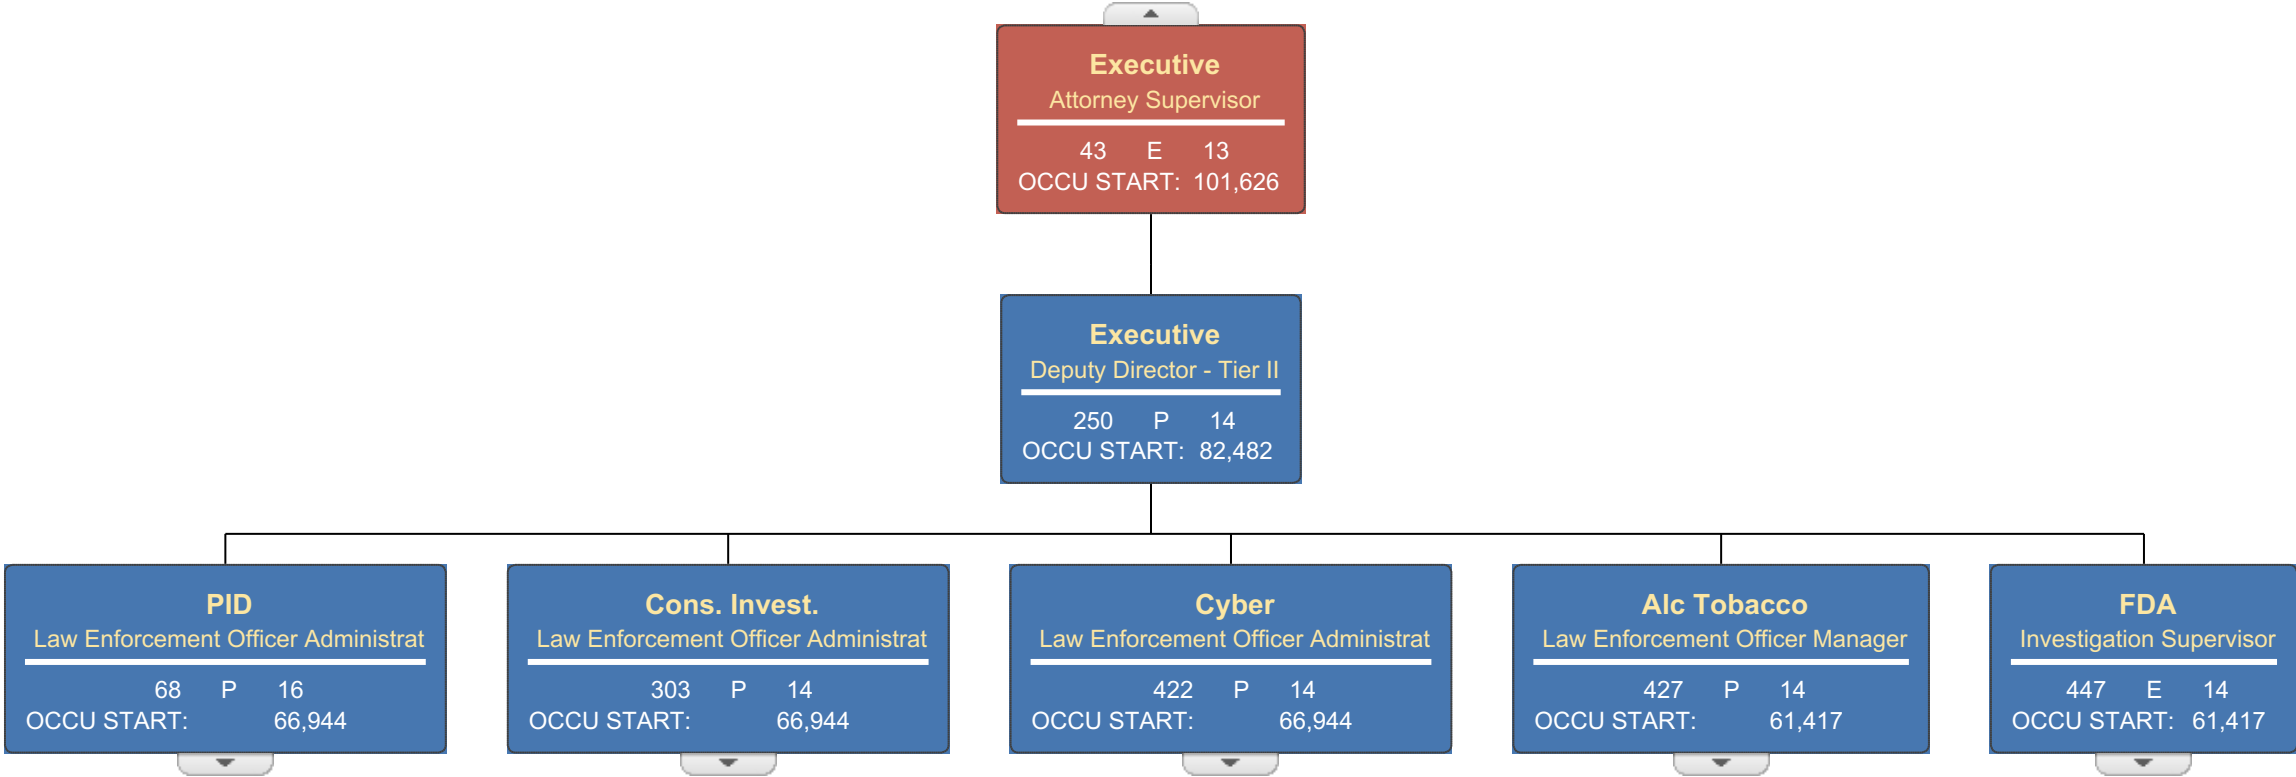 Executive
Attorney Supervisor
43 E 13
OCCU START: 101,626
Executive
Deputy Director - Tier II
250 P 14
OCCU START: 82,482
PID
Law Enforcement Officer Administrat
68 P 16
OCCU START: 66,944
Cons. Invest.
Law Enforcement Officer Administrat
303 P 14
OCCU START: 66,944
Cyber
Law Enforcement Officer Administrat
422 P 14
OCCU START: 66,944
Alc Tobacco
Law Enforcement Officer Manager
427 P 14
OCCU START: 61,417
FDA
Investigation Supervisor
447 E 14
OCCU START: 61,417